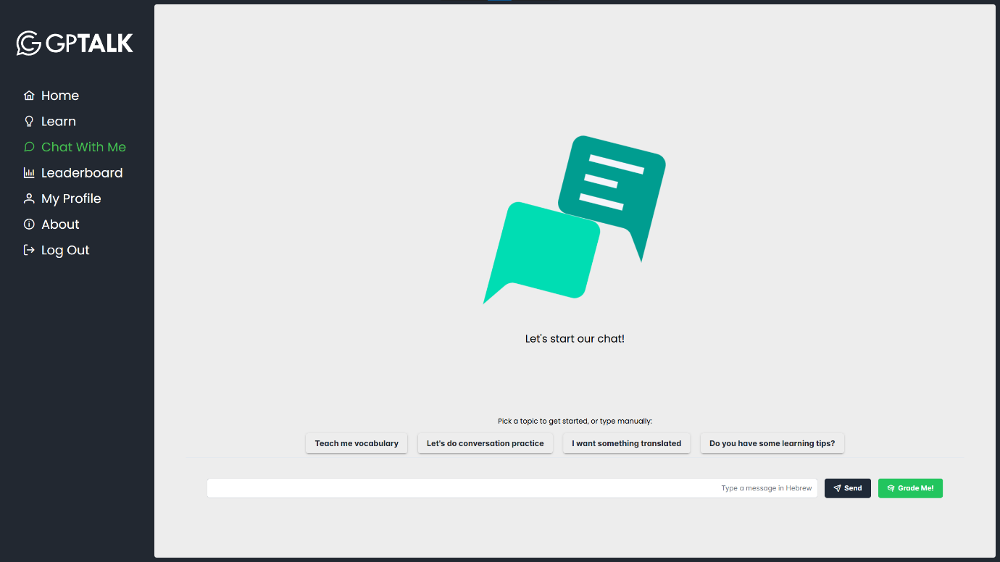 GPTALK
Home
Learn
Chat With Me
Leaderboard
My Profile
About
Log Out
Let's start our chat!
Pick a topic to get started, or type manually:
Teach me vocabulary
Let's do conversation practice
I want something translated
Do you have some learning tips?
Type a message in Hebrew
Send
Grade Me!